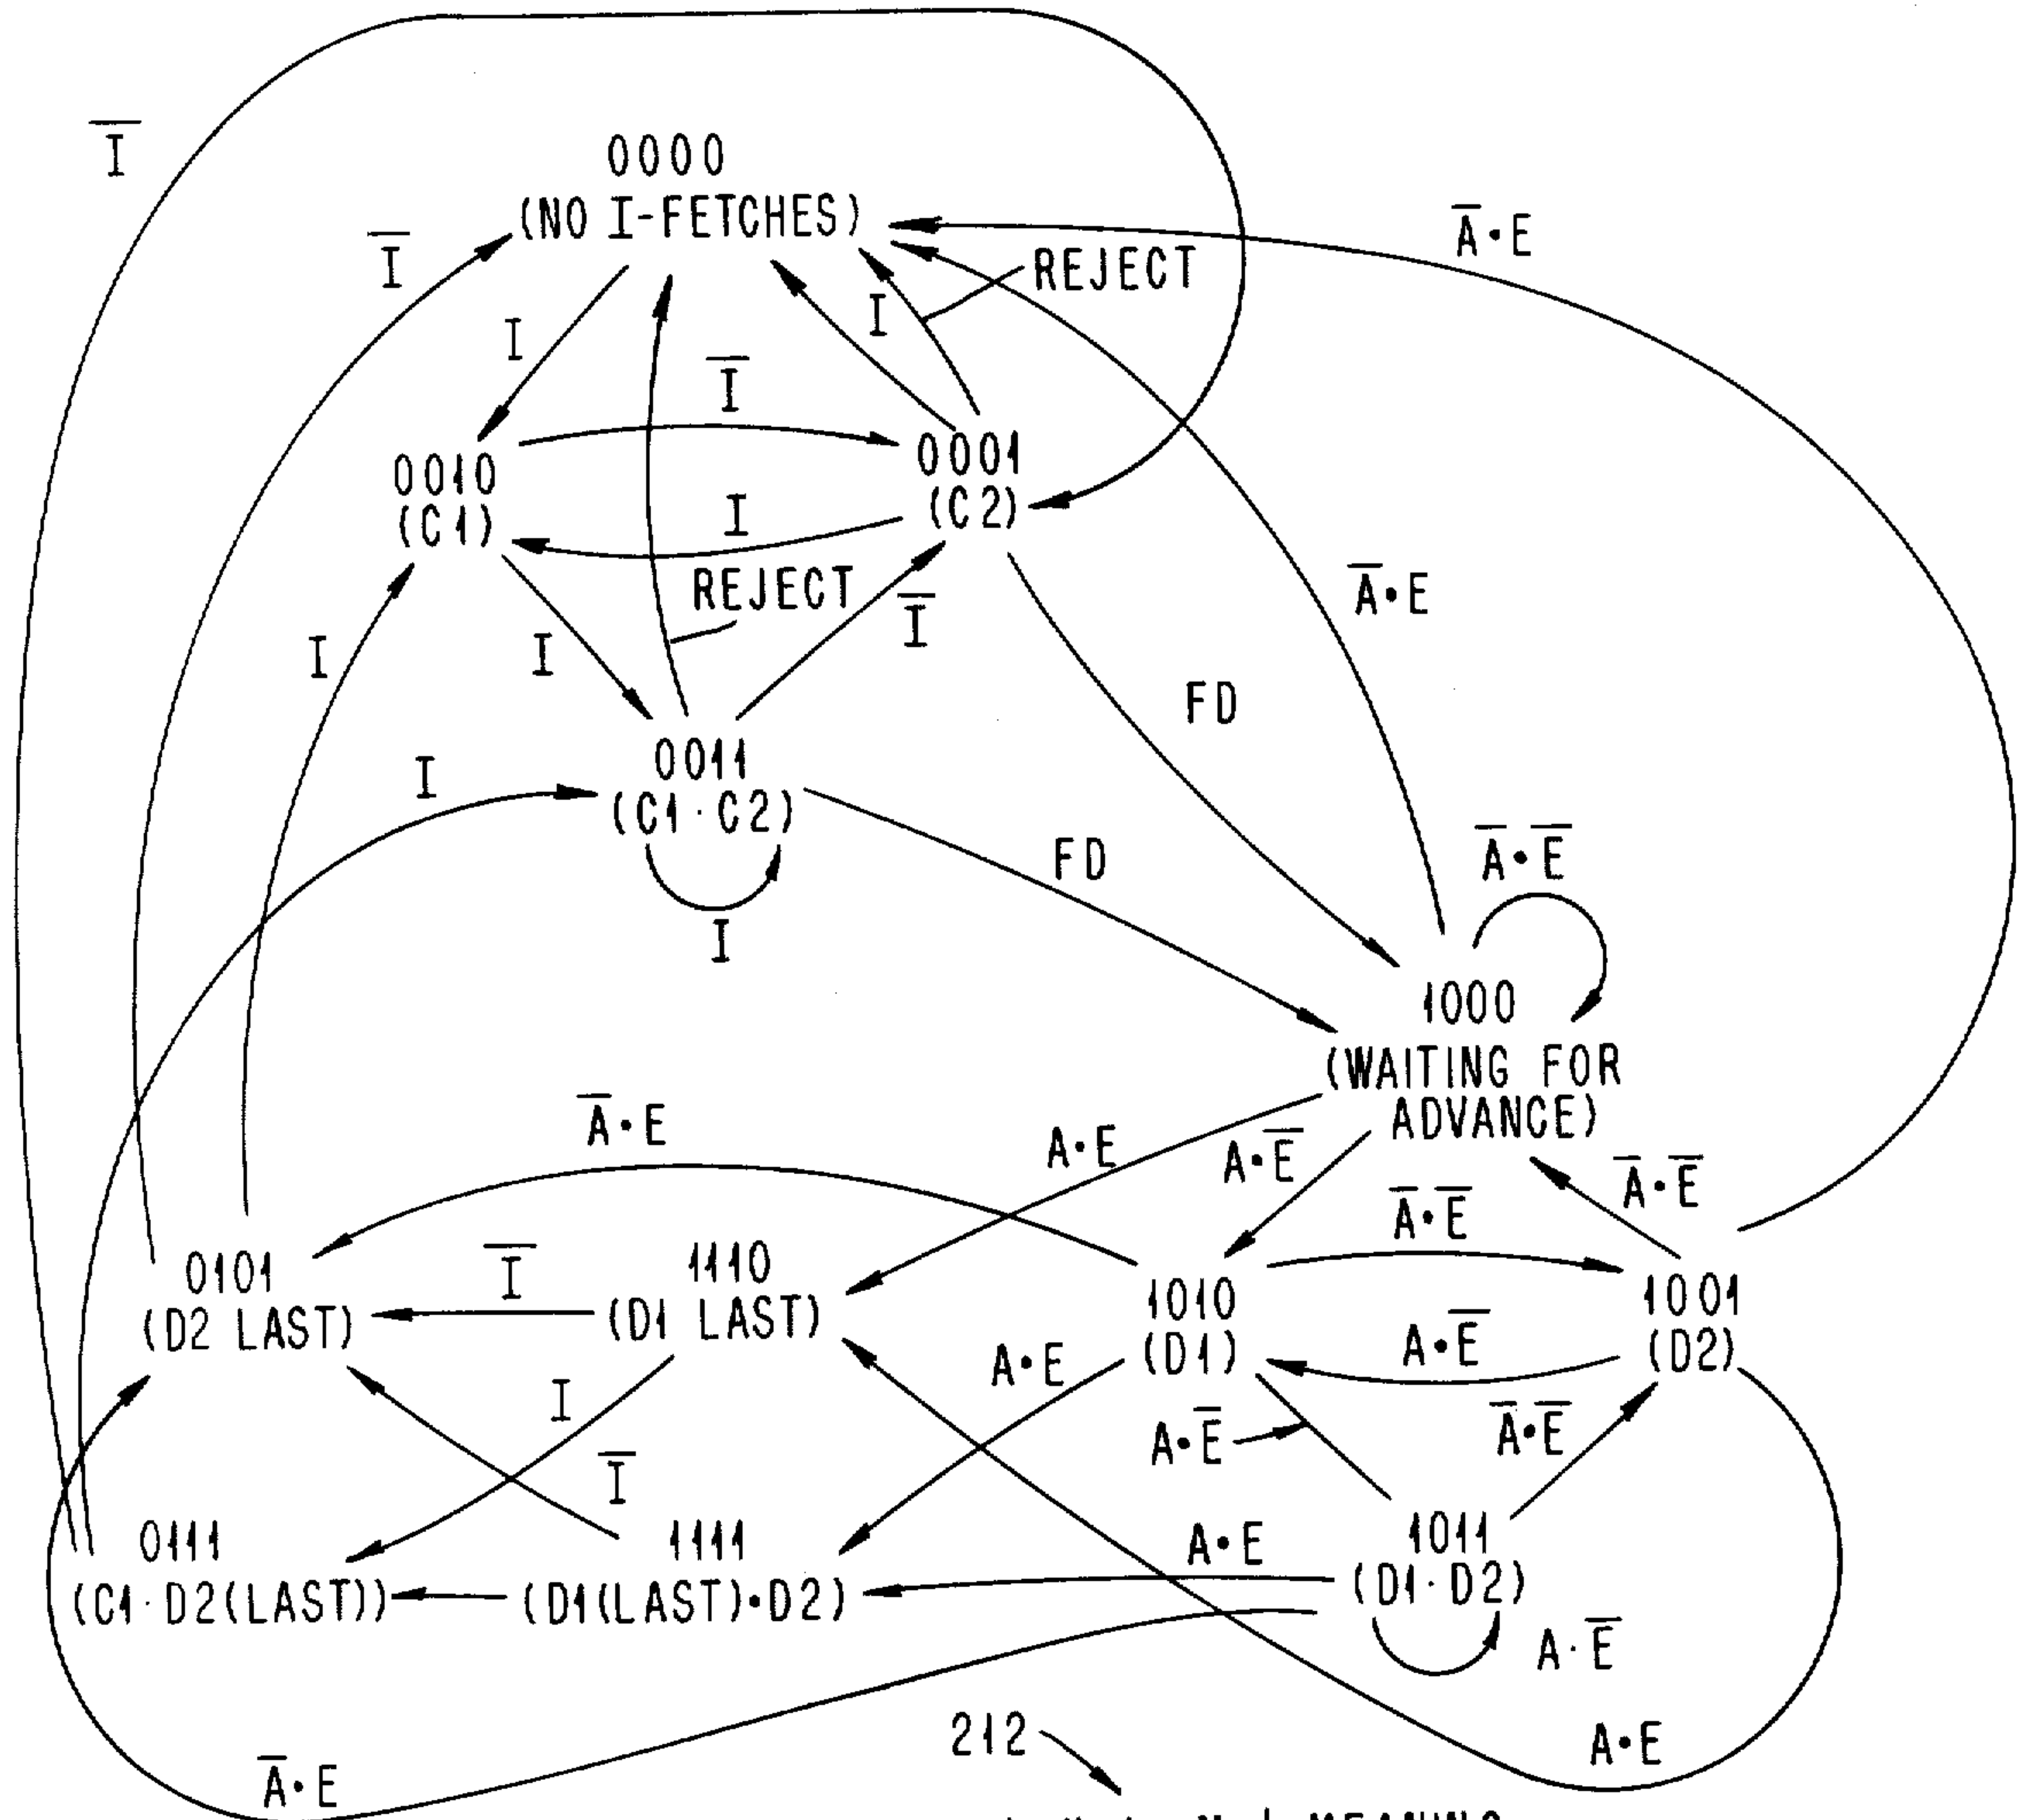 I̅
0000
(NO I-FETCHES)
I̅
A̅•E
REJECT
I
I
I̅
0010
(C1)
0001
(C2)
I
REJECT
I̅
A̅•E
I
I
FD
0011
(C1·C2)
I
FD
A̅•E̅
I
1000
(WAITING FOR
ADVANCE)
A̅•E
A•E
A•E̅
A̅•E̅
A̅•E̅
0101
(D2 LAST)
I̅
1110
(D1 LAST)
1010
(D1)
1001
(D2)
A•E̅
A•E
I
A•E̅
A̅•E̅
I̅
0111
(C1·D2(LAST))
1111
(D1(LAST)•D2)
A•E
1011
(D1·D2)
A·E̅
212
A•E
A̅•E
MEANING